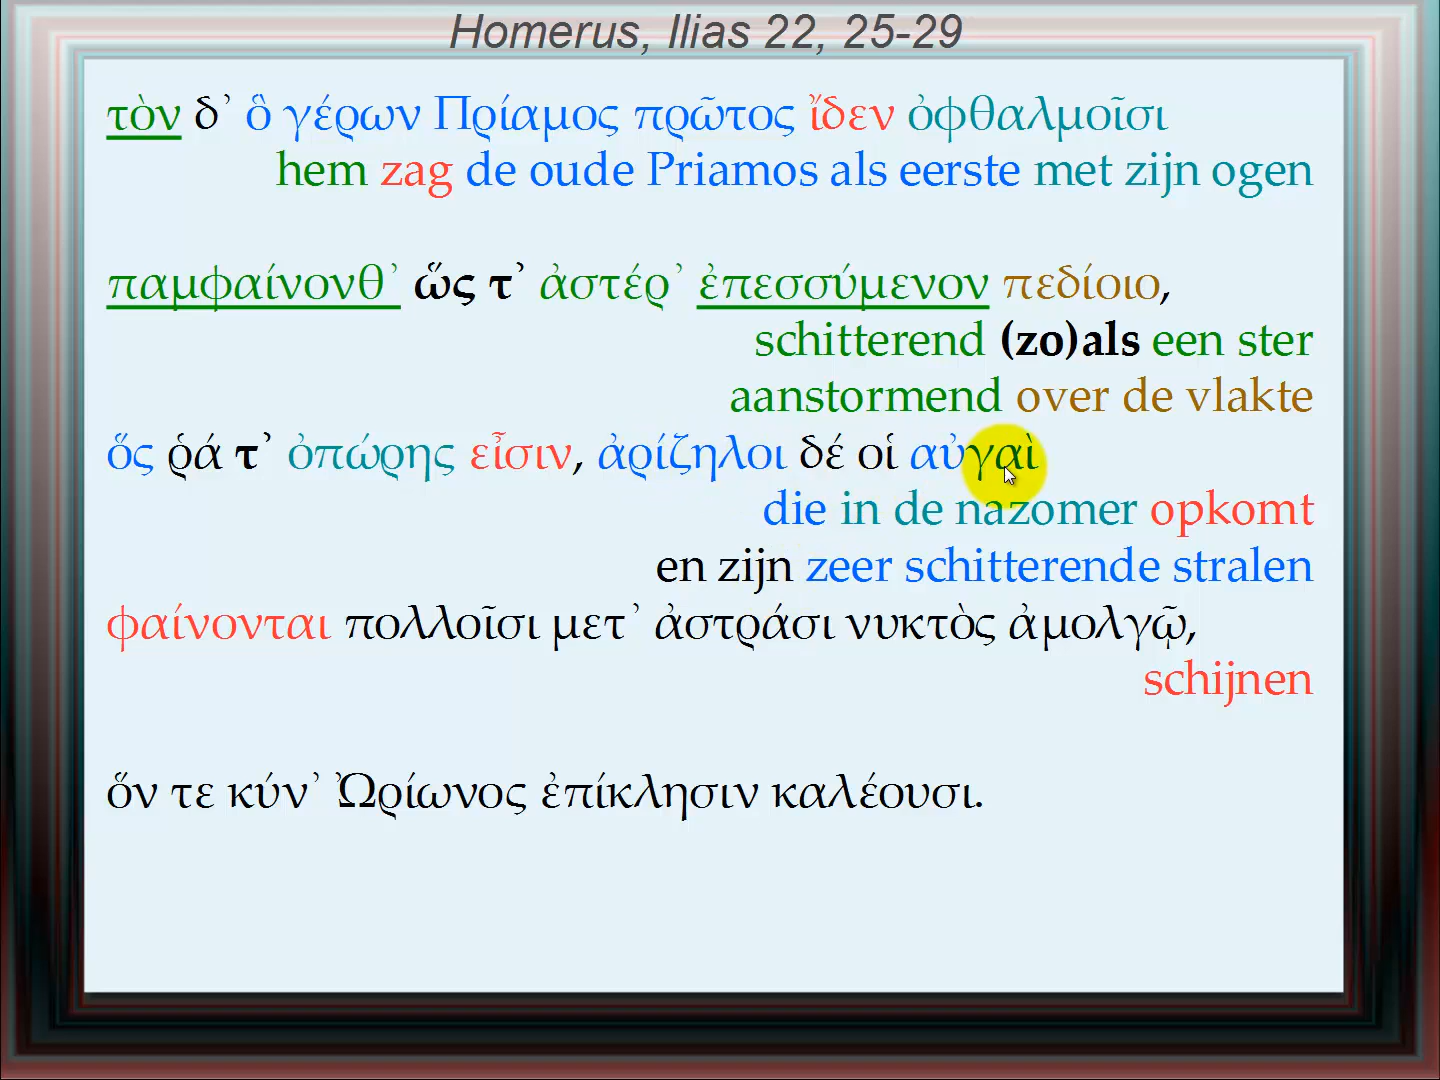 Homerus, Ilias 22, 25-29
τὸν δ᾽ ὃ γέρων Πρίαμος πρῶτος ἴδεν ὀφθαλμοῖσι
hem zag de oude Priamos als eerste met zijn ogen
παμφαίνονθ᾽ ὥς τ᾽ ἀστέρ᾽ ἐπεσσύμενον πεδίοιο,
schitterend (zo)als een ster
aanstormend over de vlakte
ὅς ῥά τ᾽ ὀπώρης εἶσιν, ἀρίζηλοι δέ οἱ αὐγαὶ
die in de nazomer opkomt
en zijn zeer schitterende stralen
φαίνονται πολλοῖσι μετ᾽ ἀστράσι νυκτὸς ἀμολγῷ,
schijnen
ὅν τε κύν᾽ Ὠρίωνος ἐπίκλησιν καλέουσι.